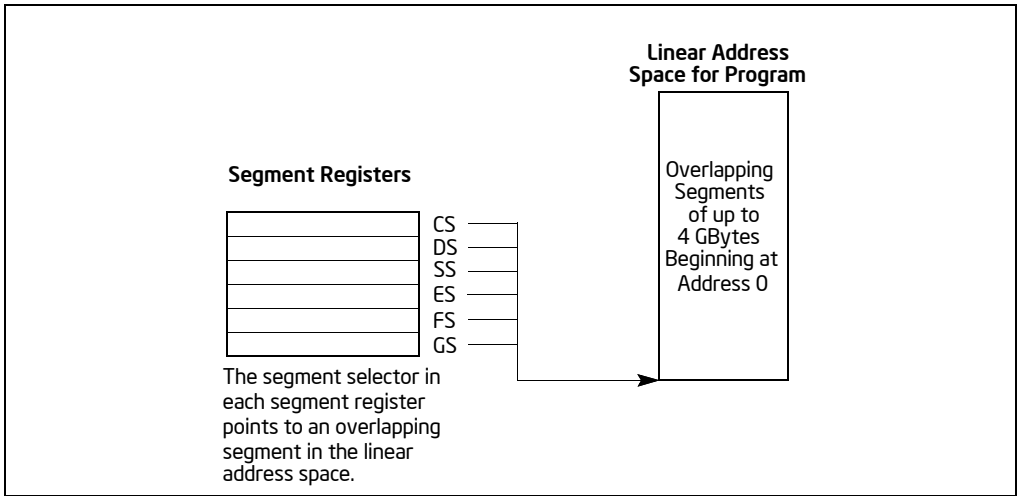 Linear Address
Space for Program
Overlapping
Segments
of up to
4 GBytes
Beginning at
Address 0
Segment Registers
CS
DS
SS
ES
FS
GS
The segment selector in
each segment register
points to an overlapping
segment in the linear
address space.